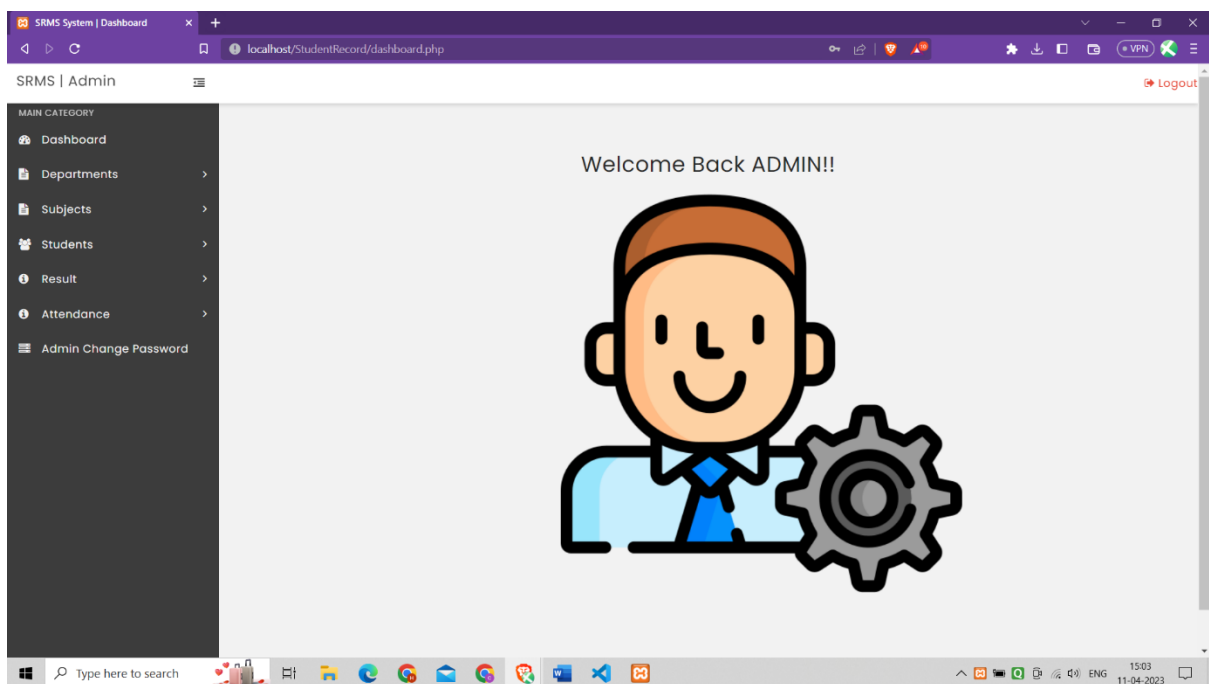 SRMS System | Dashboard
localhost/StudentRecord/dashboard.php
VPN
SRMS | Admin
Logout
MAIN CATEGORY
Dashboard
Departments
Subjects
Students
Result
Attendance
Admin Change Password
Welcome Back ADMIN!!
Type here to search
ENG
15:03
11-04-2023